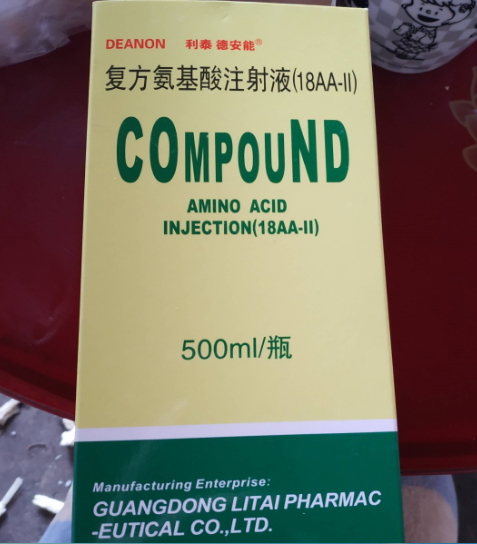 DEANON 利泰 德安能®
复方氨基酸注射液(18AA-II)
COMPOUND
AMINO ACID
INJECTION(18AA-II)
500ml/瓶
Manufacturing Enterprise:
GUANGDONG LITAI PHARMAC
-EUTICAL CO.,LTD.